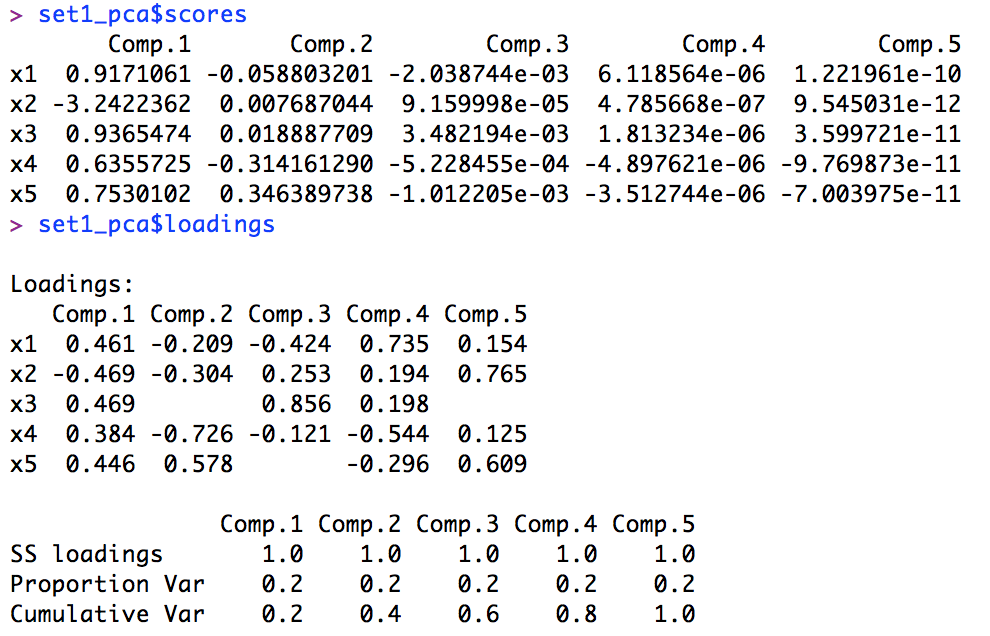 > set1_pca$scores
Comp.1 Comp.2 Comp.3 Comp.4 Comp.5
x1 0.9171061 -0.058803201 -2.038744e-03 6.118564e-06 1.221961e-10
x2 -3.2422362 0.007687044 9.159998e-05 4.785668e-07 9.545031e-12
x3 0.9365474 0.018887709 3.482194e-03 1.813234e-06 3.599721e-11
x4 0.6355725 -0.314161290 -5.228455e-04 -4.897621e-06 -9.769873e-11
x5 0.7530102 0.346389738 -1.012205e-03 -3.512744e-06 -7.003975e-11
> set1_pca$loadings
Loadings:
Comp.1 Comp.2 Comp.3 Comp.4 Comp.5
x1 0.461 -0.209 -0.424 0.735 0.154
x2 -0.469 -0.304 0.253 0.194 0.765
x3 0.469 0.856 0.198
x4 0.384 -0.726 -0.121 -0.544 0.125
x5 0.446 0.578 -0.296 0.609
Comp.1 Comp.2 Comp.3 Comp.4 Comp.5
SS loadings 1.0 1.0 1.0 1.0 1.0
Proportion Var 0.2 0.2 0.2 0.2 0.2
Cumulative Var 0.2 0.4 0.6 0.8 1.0